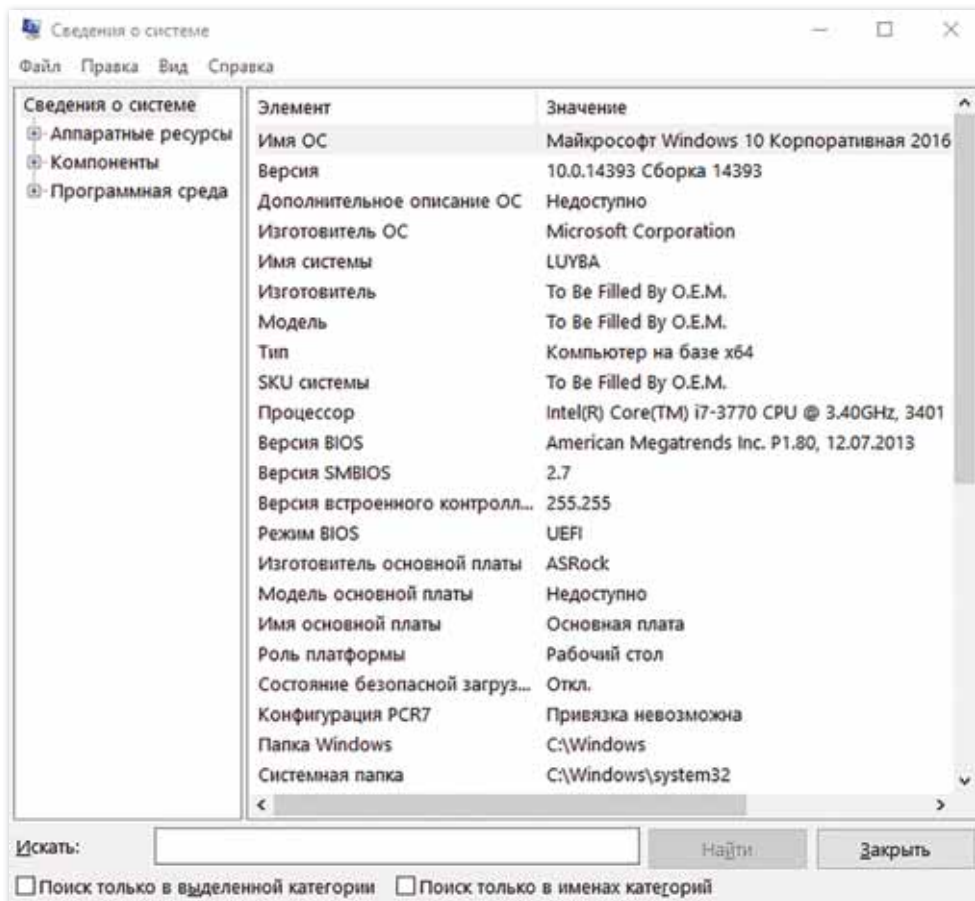 Сведения о системе
Файл Правка Вид Справка
Сведения о системе
Аппаратные ресурсы
Компоненты
Программная среда
Элемент Значение
Имя ОС Майкрософт Windows 10 Корпоративная 2016
Версия 10.0.14393 Сборка 14393
Дополнительное описание ОС Недоступно
Изготовитель ОС Microsoft Corporation
Имя системы LUYBA
Изготовитель To Be Filled By O.E.M.
Модель To Be Filled By O.E.M.
Тип Компьютер на базе x64
SKU системы To Be Filled By O.E.M.
Процессор Intel(R) Core(TM) i7-3770 CPU @ 3.40GHz, 3401
Версия BIOS American Megatrends Inc. P1.80, 12.07.2013
Версия SMBIOS 2.7
Версия встроенного контролл... 255.255
Режим BIOS UEFI
Изготовитель основной платы ASRock
Модель основной платы Недоступно
Имя основной платы Основная плата
Роль платформы Рабочий стол
Состояние безопасной загруз... Откл.
Конфигурация PCR7 Привязка невозможна
Папка Windows C:\Windows
Системная папка C:\Windows\system32
Искать: Найти Закрыть
Поиск только в выделенной категории Поиск только в именах категорий